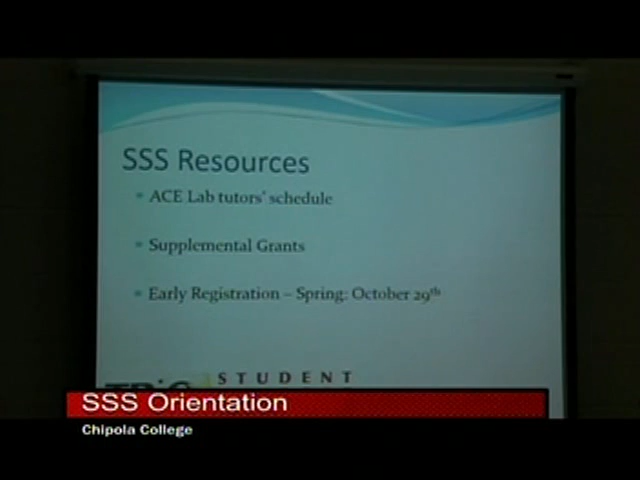 SSS Resources
ACE Lab tutors' schedule
Supplemental Grants
Early Registration – Spring: October 29th
STUDENT
SSS Orientation
Chipola College